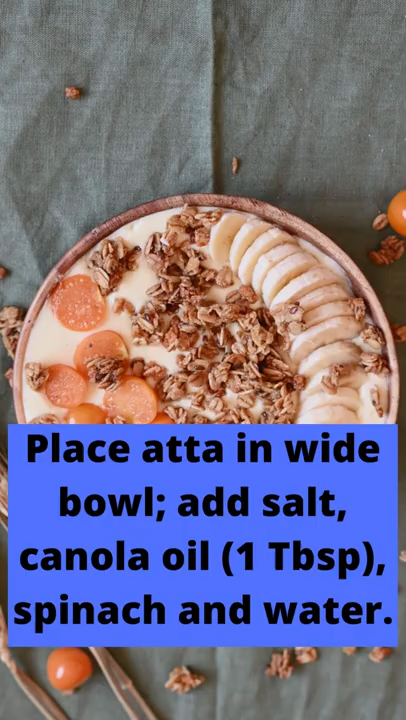 Place atta in wide
bowl; add salt,
canola oil (1 Tbsp),
spinach and water.